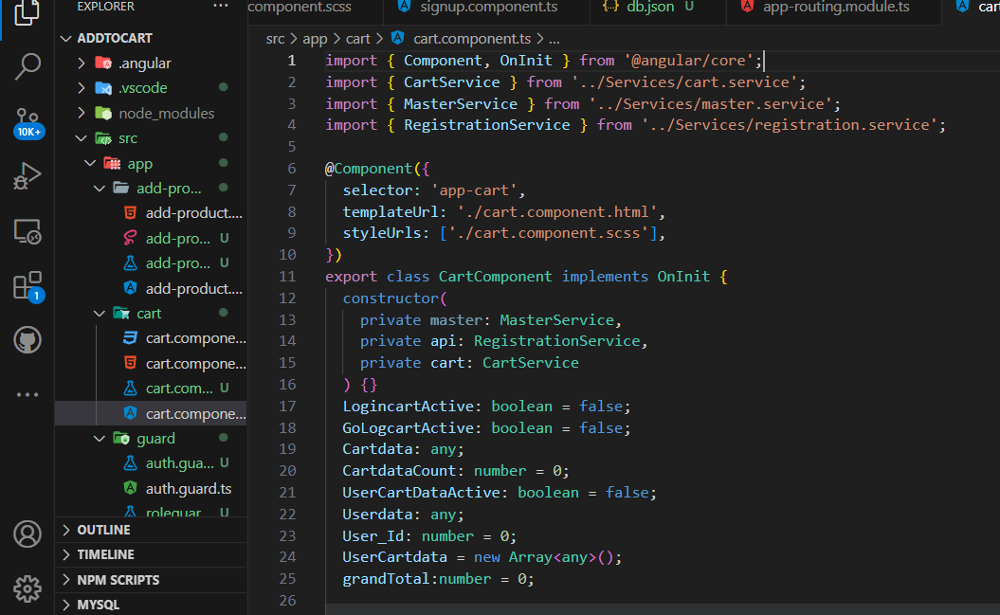 EXPLORER
...
ADDTOCART
.angular
.vscode
node_modules
src
app
add-pro...
add-product....
add-pro... U
add-pro... U
add-product....
cart
cart.compone...
cart.compone...
cart.com... U
cart.compone...
guard
auth.gua... U
auth.guard.ts
roleguar U
OUTLINE
TIMELINE
NPM SCRIPTS
MYSQL
10K+
1
component.scss
signup.component.ts
{} db.json U
app-routing.module.ts
cart
src > app > cart > cart.component.ts > ...
1 import { Component, OnInit } from '@angular/core';
2 import { CartService } from '../Services/cart.service';
3 import { MasterService } from '../Services/master.service';
4 import { RegistrationService } from '../Services/registration.service';
5
6 @Component({
7 selector: 'app-cart',
8 templateUrl: './cart.component.html',
9 styleUrls: ['./cart.component.scss'],
10 })
11 export class CartComponent implements OnInit {
12 constructor(
13 private master: MasterService,
14 private api: RegistrationService,
15 private cart: CartService
16 ) {}
17 LogincartActive: boolean = false;
18 GoLogcartActive: boolean = false;
19 Cartdata: any;
20 CartdataCount: number = 0;
21 UserCartDataActive: boolean = false;
22 Userdata: any;
23 User_Id: number = 0;
24 UserCartdata = new Array<any>();
25 grandTotal:number = 0;
26